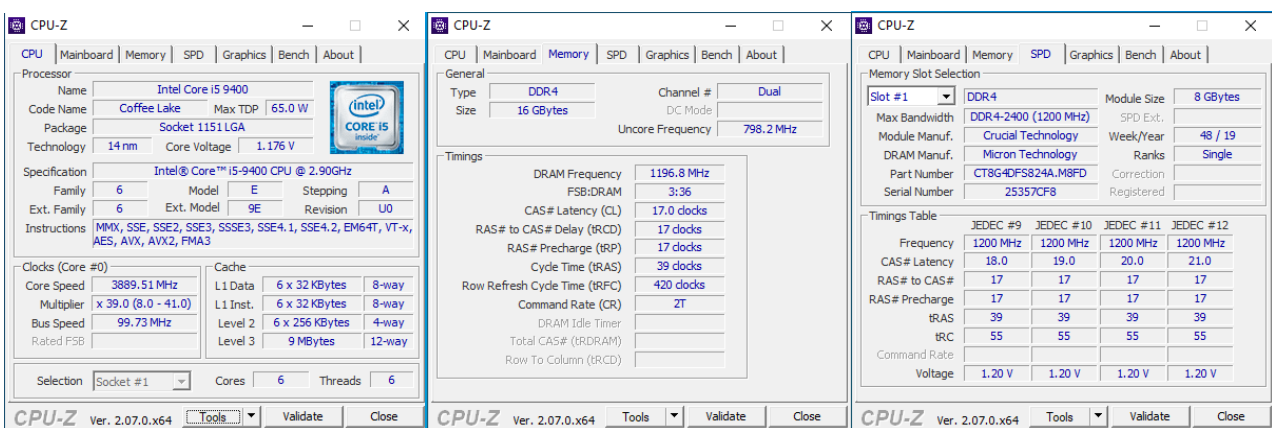 CPU-Z
CPU Mainboard Memory SPD Graphics Bench About
Processor
Name Intel Core i5 9400
Code Name Coffee Lake Max TDP 65.0 W
Package Socket 1151 LGA
Technology 14 nm Core Voltage 1.176 V
intel
CORE i5
inside
Specification Intel® Core™ i5-9400 CPU @ 2.90GHz
Family 6 Model E Stepping A
Ext. Family 6 Ext. Model 9E Revision U0
Instructions MMX, SSE, SSE2, SSE3, SSSE3, SSE4.1, SSE4.2, EM64T, VT-x,
AES, AVX, AVX2, FMA3
Clocks (Core #0)
Core Speed 3889.51 MHz
Multiplier x 39.0 (8.0 - 41.0)
Bus Speed 99.73 MHz
Rated FSB
Cache
L1 Data 6 x 32 KBytes 8-way
L1 Inst. 6 x 32 KBytes 8-way
Level 2 6 x 256 KBytes 4-way
Level 3 9 MBytes 12-way
Selection Socket #1 Cores 6 Threads 6
CPU-Z Ver. 2.07.0.x64 Tools Validate Close
CPU-Z
CPU Mainboard Memory SPD Graphics Bench About
General
Type DDR4 Channel # Dual
Size 16 GBytes DC Mode
Uncore Frequency 798.2 MHz
Timings
DRAM Frequency 1196.8 MHz
FSB:DRAM 3:36
CAS# Latency (CL) 17.0 clocks
RAS# to CAS# Delay (tRCD) 17 clocks
RAS# Precharge (tRP) 17 clocks
Cycle Time (tRAS) 39 clocks
Row Refresh Cycle Time (tRFC) 420 clocks
Command Rate (CR) 2T
DRAM Idle Timer
Total CAS# (tRDRAM)
Row To Column (tRCD)
CPU-Z Ver. 2.07.0.x64 Tools Validate Close
CPU-Z
CPU Mainboard Memory SPD Graphics Bench About
Memory Slot Selection
Slot #1 DDR4 Module Size 8 GBytes
Max Bandwidth DDR4-2400 (1200 MHz) SPD Ext.
Module Manuf. Crucial Technology Week/Year 48 / 19
DRAM Manuf. Micron Technology Ranks Single
Part Number CT8G4DFS824A.M8FD Correction
Serial Number 25357CF8 Registered
Timings Table
JEDEC #9 JEDEC #10 JEDEC #11 JEDEC #12
Frequency 1200 MHz 1200 MHz 1200 MHz 1200 MHz
CAS# Latency 18.0 19.0 20.0 21.0
RAS# to CAS# 17 17 17 17
RAS# Precharge 17 17 17 17
tRAS 39 39 39 39
tRC 55 55 55 55
Command Rate
Voltage 1.20 V 1.20 V 1.20 V 1.20 V
CPU-Z Ver. 2.07.0.x64 Tools Validate Close